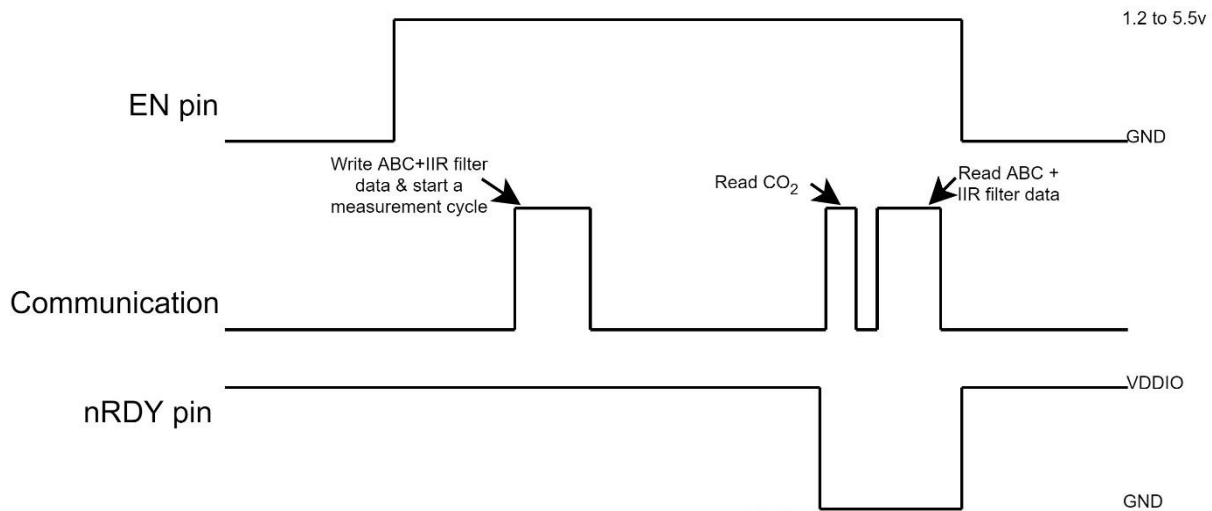 1.2 to 5.5v
EN pin
GND
Write ABC+IIR filter
data & start a
measurement cycle
Read CO₂
Read ABC +
IIR filter data
Communication
VDDIO
nRDY pin
GND